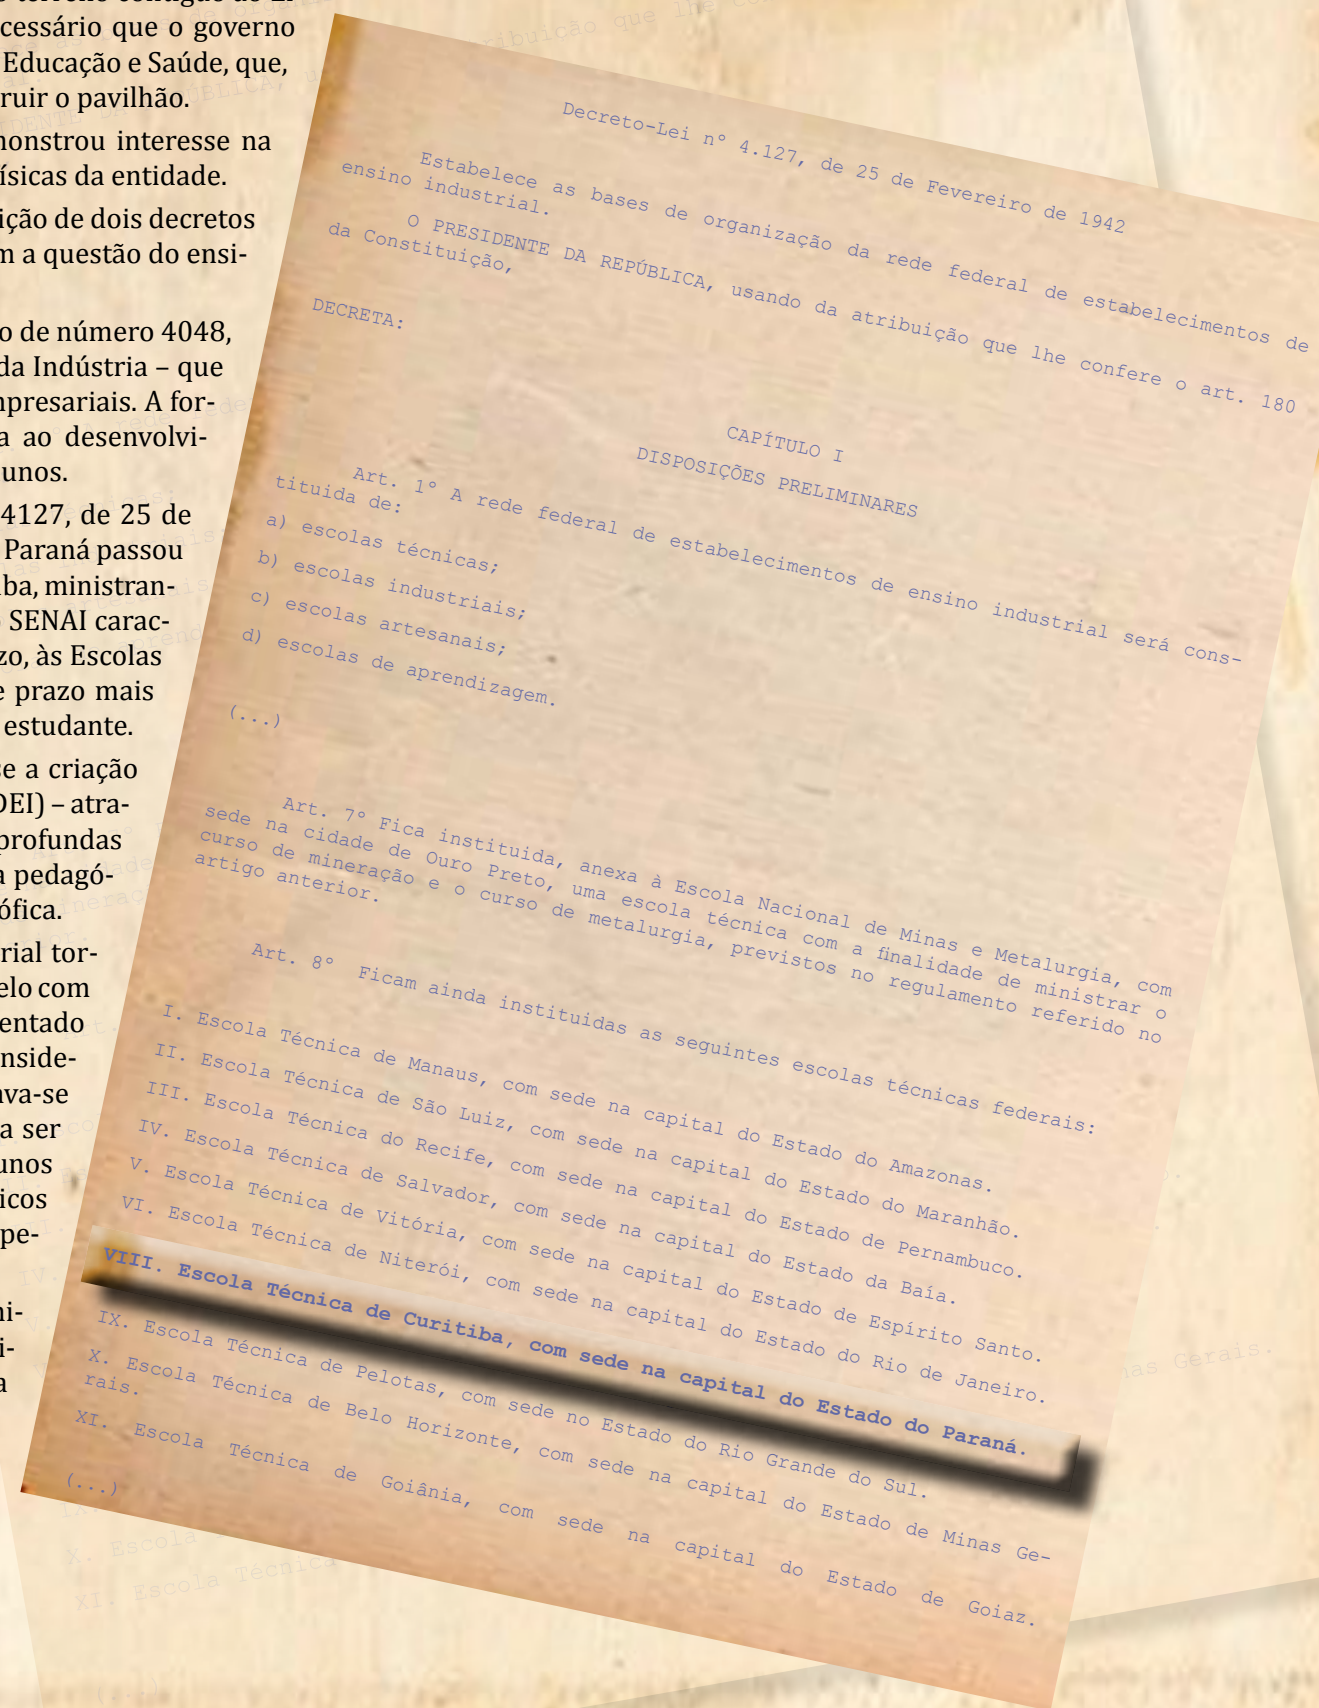 terreno contíguo ao
cessário que o governo
Educação e Saúde, que,
ruir o pavilhão.
monstrou interesse na
ísicas da entidade.
ição de dois decretos
m a questão do ensi-
o de número 4048,
da Indústria – que
mpresariais. A for-
a ao desenvolvi-
unos.
4127, de 25 de
Paraná passou
ba, ministran-
SENAI carac-
zo, às Escolas
e prazo mais
estudante.
se a criação
DEI) – atra-
profundas
a pedagó-
ófica.
rial tor-
elo com
entado
nside-
ava-se
a ser
unos
icos
pe-
ni-
i-
a
Decreto-Lei nº 4.127, de 25 de Fevereiro de 1942
Estabelece as bases de organização da rede federal de estabelecimentos de
ensino industrial.
O PRESIDENTE DA REPÚBLICA, usando da atribuição que lhe confere o art. 180
da Constituição,
DECRETA:
CAPÍTULO I
DISPOSIÇÕES PRELIMINARES
Art. 1º A rede federal de estabelecimentos de ensino industrial será cons-
tituida de:
a) escolas técnicas;
b) escolas industriais;
c) escolas artesanais;
d) escolas de aprendizagem.
(...)
Art. 7º Fica instituida, anexa à Escola Nacional de Minas e Metalurgia, com
sede na cidade de Ouro Preto, uma escola técnica com a finalidade de ministrar o
curso de mineração e o curso de metalurgia, previstos no regulamento referido no
artigo anterior.
Art. 8º Ficam ainda instituidas as seguintes escolas técnicas federais:
I. Escola Técnica de Manaus, com sede na capital do Estado do Amazonas.
II. Escola Técnica de São Luiz, com sede na capital do Estado do Maranhão.
III. Escola Técnica do Recife, com sede na capital do Estado de Pernambuco.
IV. Escola Técnica de Salvador, com sede na capital do Estado da Baía.
V. Escola Técnica de Vitória, com sede na capital do Estado de Espírito Santo.
VI. Escola Técnica de Niterói, com sede na capital do Estado do Rio de Janeiro.
VIII. Escola Técnica de Curitiba, com sede na capital do Estado do Paraná.
IX. Escola Técnica de Pelotas, com sede no Estado do Rio Grande do Sul.
X. Escola Técnica de Belo Horizonte, com sede na capital do Estado de Minas Ge-
rais.
XI. Escola Técnica de Goiânia, com sede na capital do Estado de Goiaz.
(...)